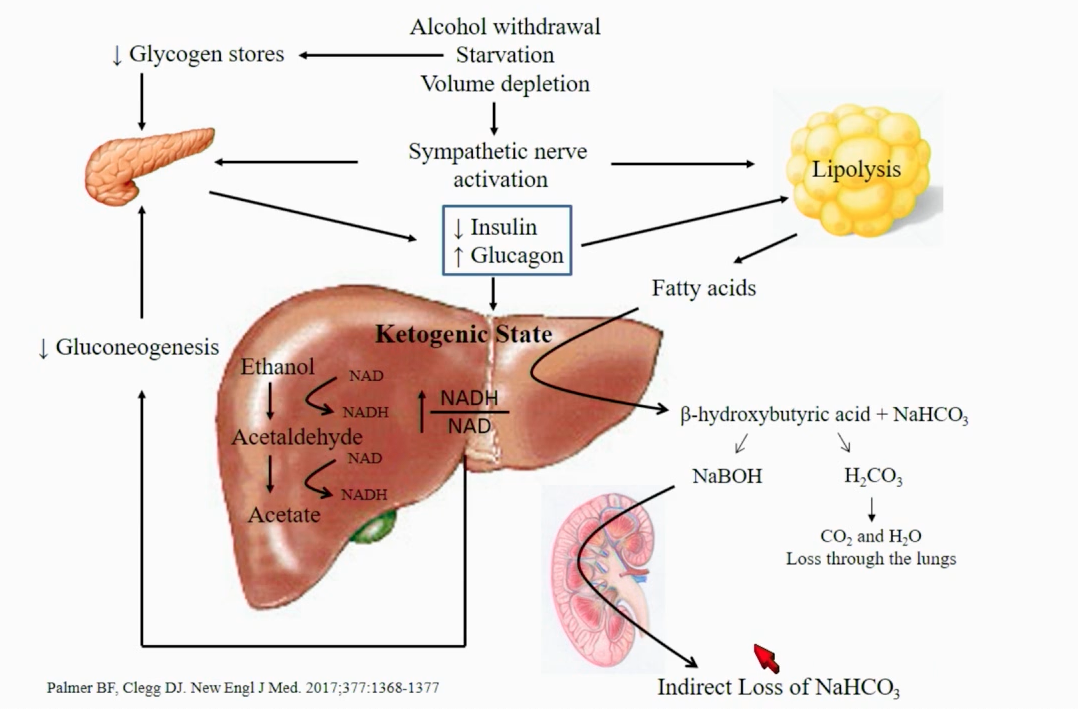 Alcohol withdrawal
↓ Glycogen stores
Starvation
Volume depletion
Sympathetic nerve
activation
Lipolysis
↓ Insulin
↑ Glucagon
Fatty acids
Ketogenic State
↓ Gluconeogenesis
Ethanol
NAD
NADH
Acetaldehyde
NAD
NADH
Acetate
↑ NADH
NAD
β-hydroxybutyric acid + NaHCO₃
NaBOH
H₂CO₃
CO₂ and H₂O
Loss through the lungs
Indirect Loss of NaHCO₃
Palmer BF, Clegg DJ. New Engl J Med. 2017;377:1368-1377